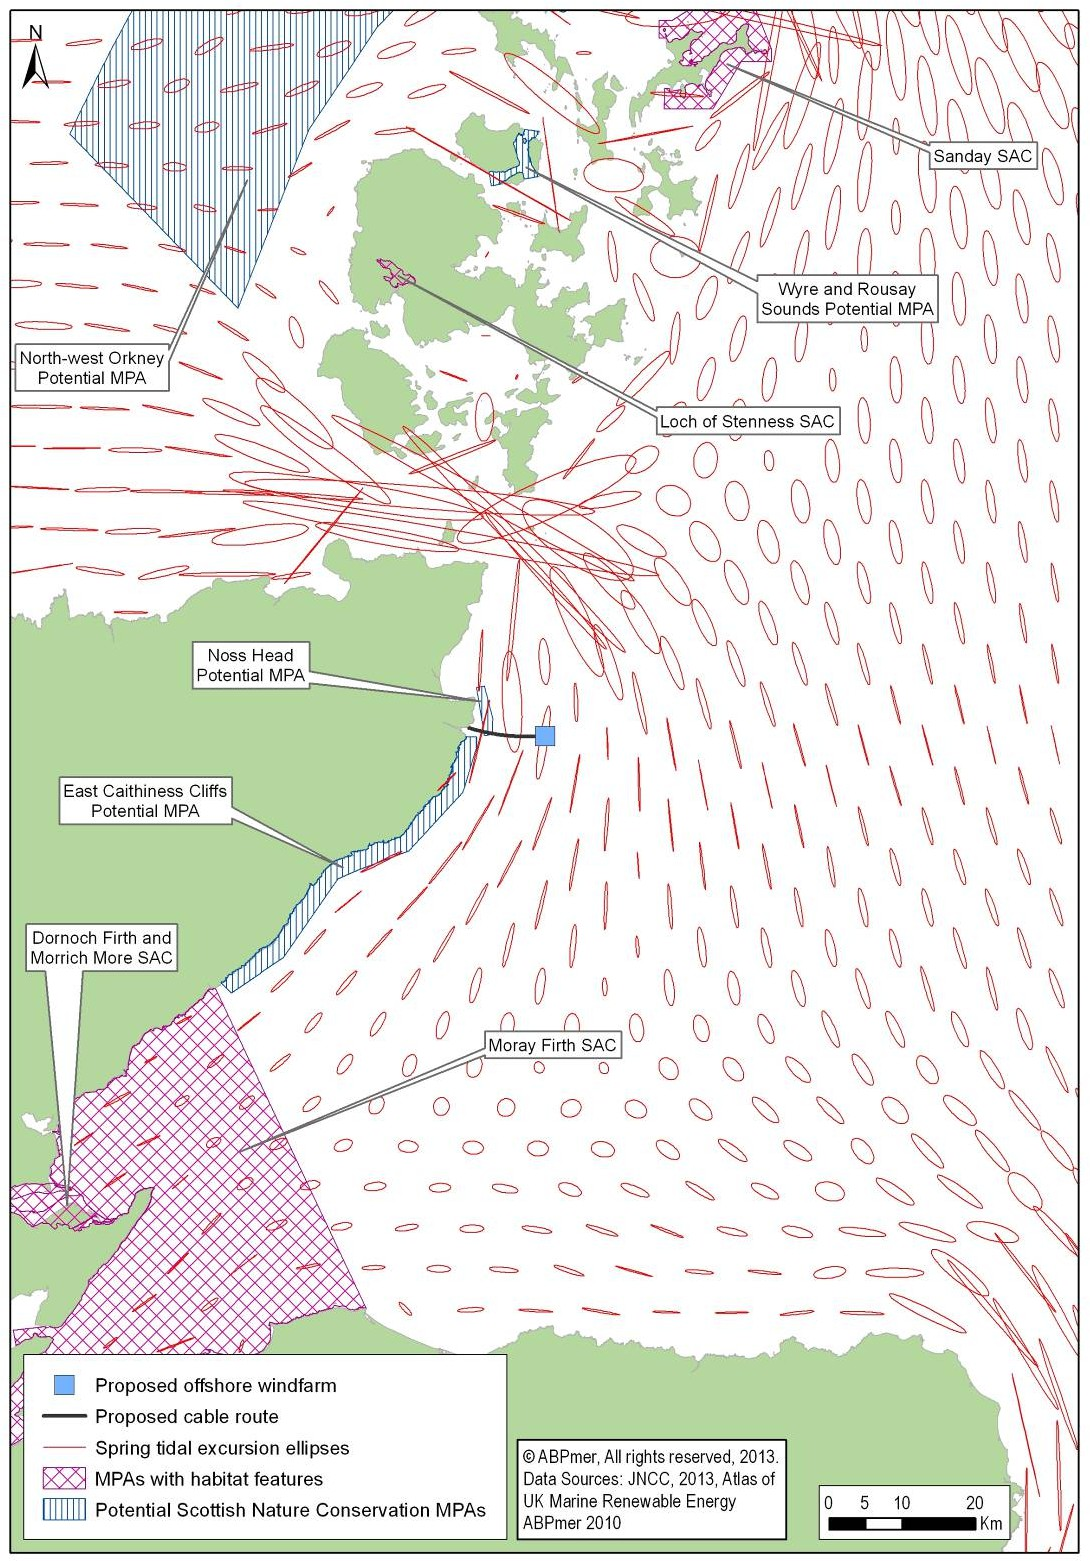 N
Sanday SAC
Wyre and Rousay
Sounds Potential MPA
North-west Orkney
Potential MPA
Loch of Stenness SAC
Noss Head
Potential MPA
East Caithiness Cliffs
Potential MPA
Dornoch Firth and
Morrich More SAC
Moray Firth SAC
Proposed offshore windfarm
Proposed cable route
Spring tidal excursion ellipses
MPAs with habitat features
Potential Scottish Nature Conservation MPAs
© ABPmer, All rights reserved, 2013.
Data Sources: JNCC, 2013, Atlas of
UK Marine Renewable Energy
ABPmer 2010
0 5 10 20
Km